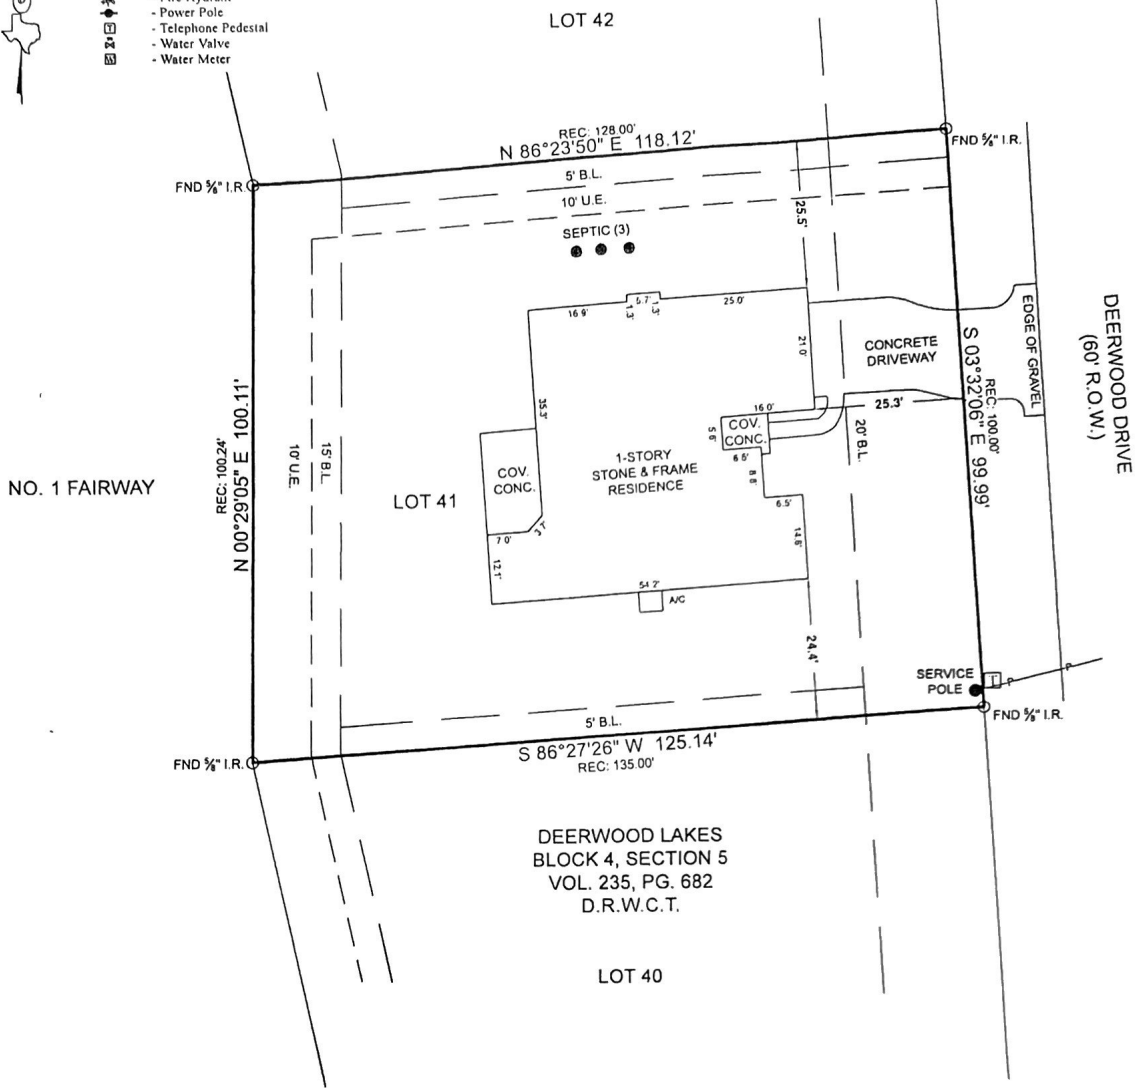 - Power Pole
T - Telephone Pedestal
- Water Valve
- Water Meter
LOT 42
REC: 128.00'
N 86°23'50" E 118.12'
FND ⅝" I.R.
FND ⅝" I.R.
5' B.L.
10' U.E.
25.5'
SEPTIC (3)
16.9'
1.3'
5.7'
1.3'
25.0'
21.0'
CONCRETE
DRIVEWAY
EDGE OF GRAVEL
DEERWOOD DRIVE
(60' R.O.W.)
S 03°32'06" E 99.99'
REC: 100.00'
35.3'
16.0'
25.3'
COV.
CONC.
5.6'
6.5'
8.8'
6.5'
14.6'
20' B.L.
1-STORY
STONE & FRAME
RESIDENCE
COV.
CONC.
7.0'
3.1'
12.1'
LOT 41
NO. 1 FAIRWAY
REC: 100.24'
N 00°29'05" E 100.11'
10' U.E.
15' B.L.
54.2'
A/C
24.4'
SERVICE
POLE
T
P
P
FND ⅝" I.R.
5' B.L.
S 86°27'26" W 125.14'
REC: 135.00'
FND ⅝" I.R.
DEERWOOD LAKES
BLOCK 4, SECTION 5
VOL. 235, PG. 682
D.R.W.C.T.
LOT 40